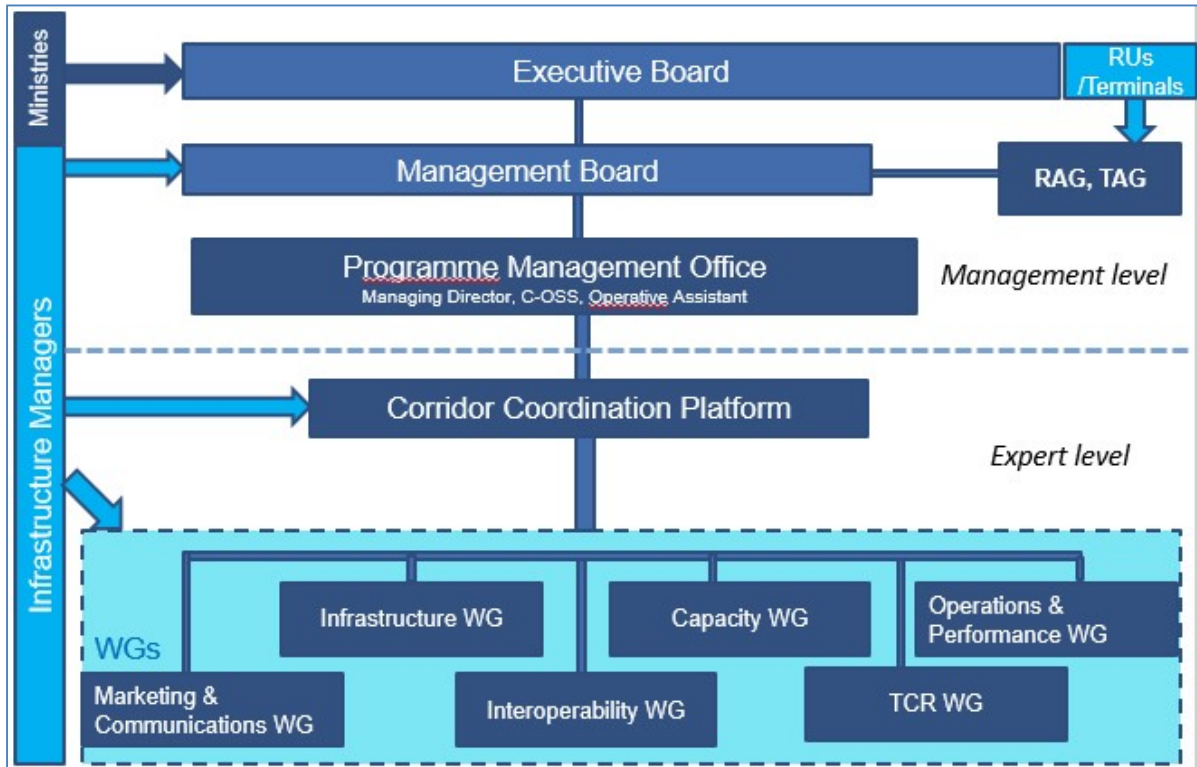 Ministries
Executive Board
RUs
/Terminals
Infrastructure Managers
Management Board
RAG, TAG
Programme Management Office
Managing Director, C-OSS, Operative Assistant
Management level
Corridor Coordination Platform
Expert level
WGs
Infrastructure WG
Capacity WG
Operations &
Performance WG
Marketing &
Communications WG
Interoperability WG
TCR WG